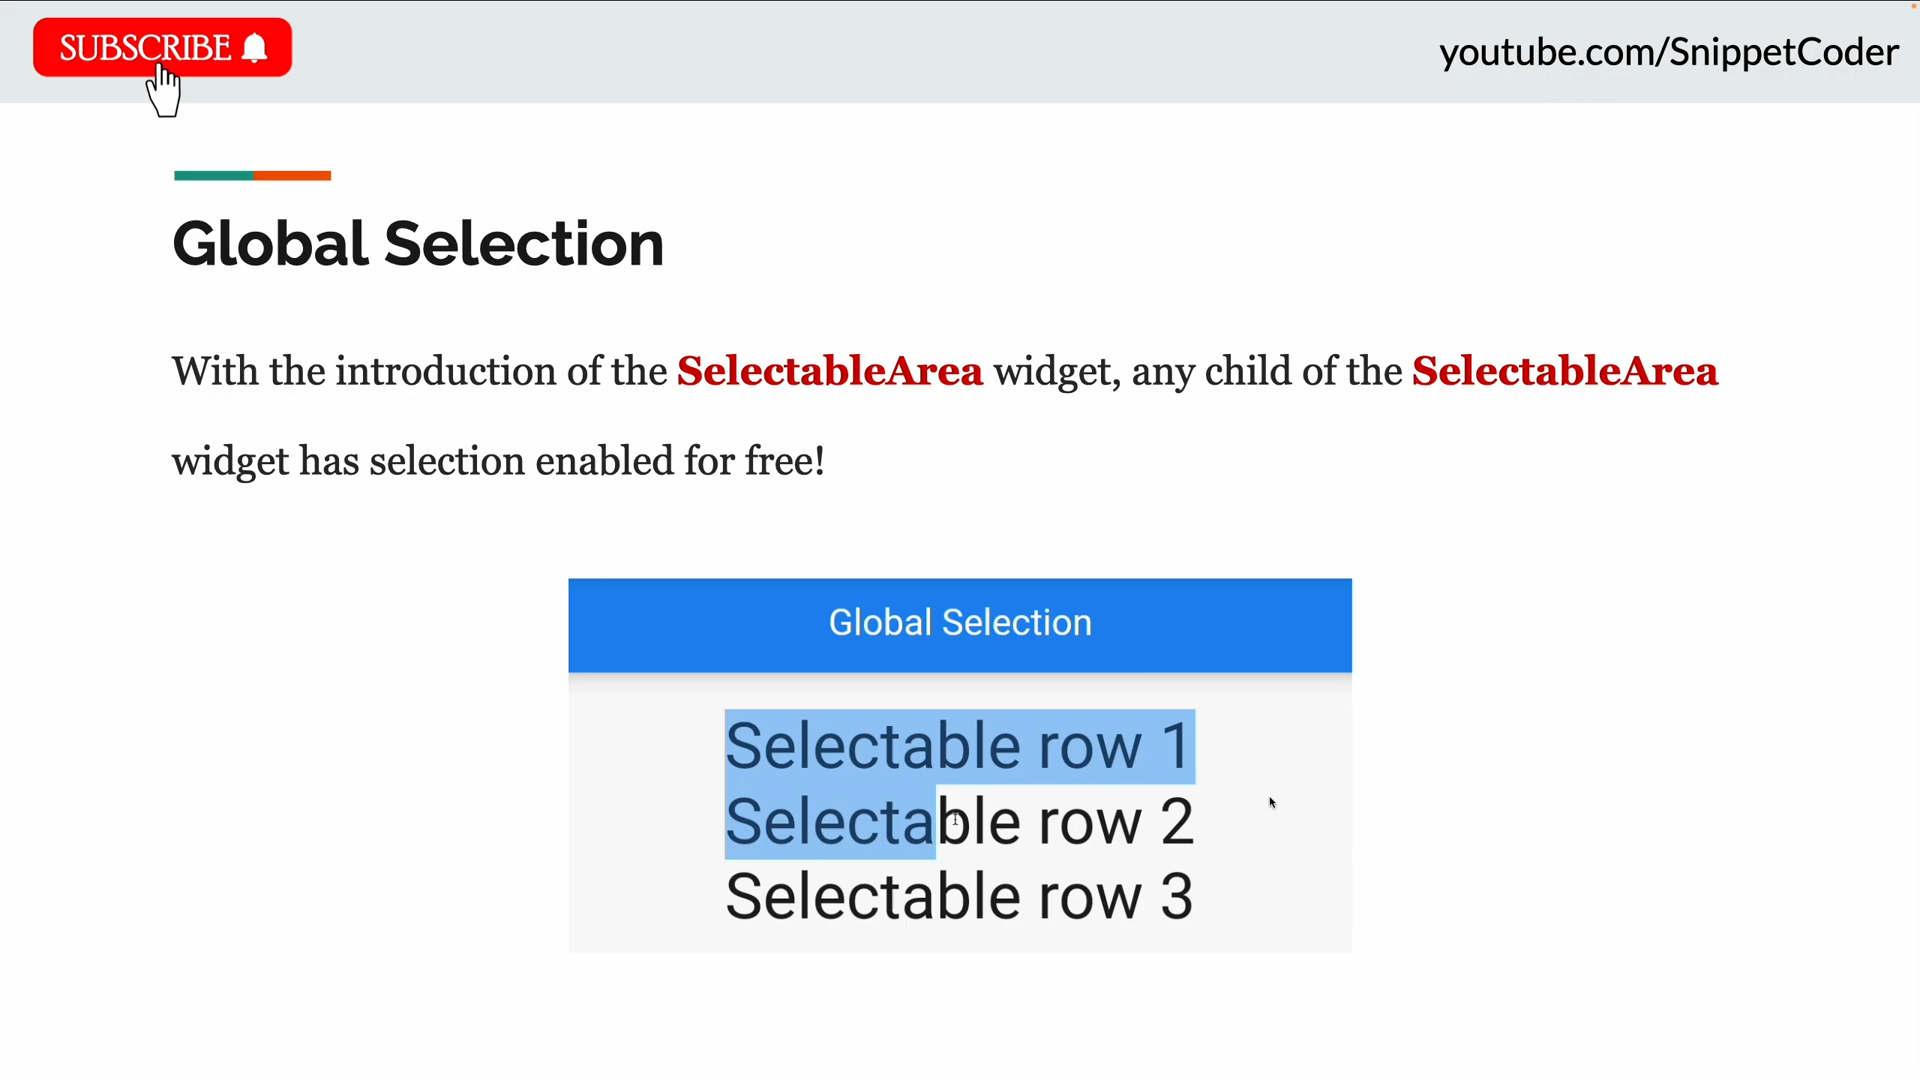 SUBSCRIBE
youtube.com/SnippetCoder
Global Selection
With the introduction of the SelectableArea widget, any child of the SelectableArea
widget has selection enabled for free!
Global Selection
Selectable row 1
Selectable row 2
Selectable row 3